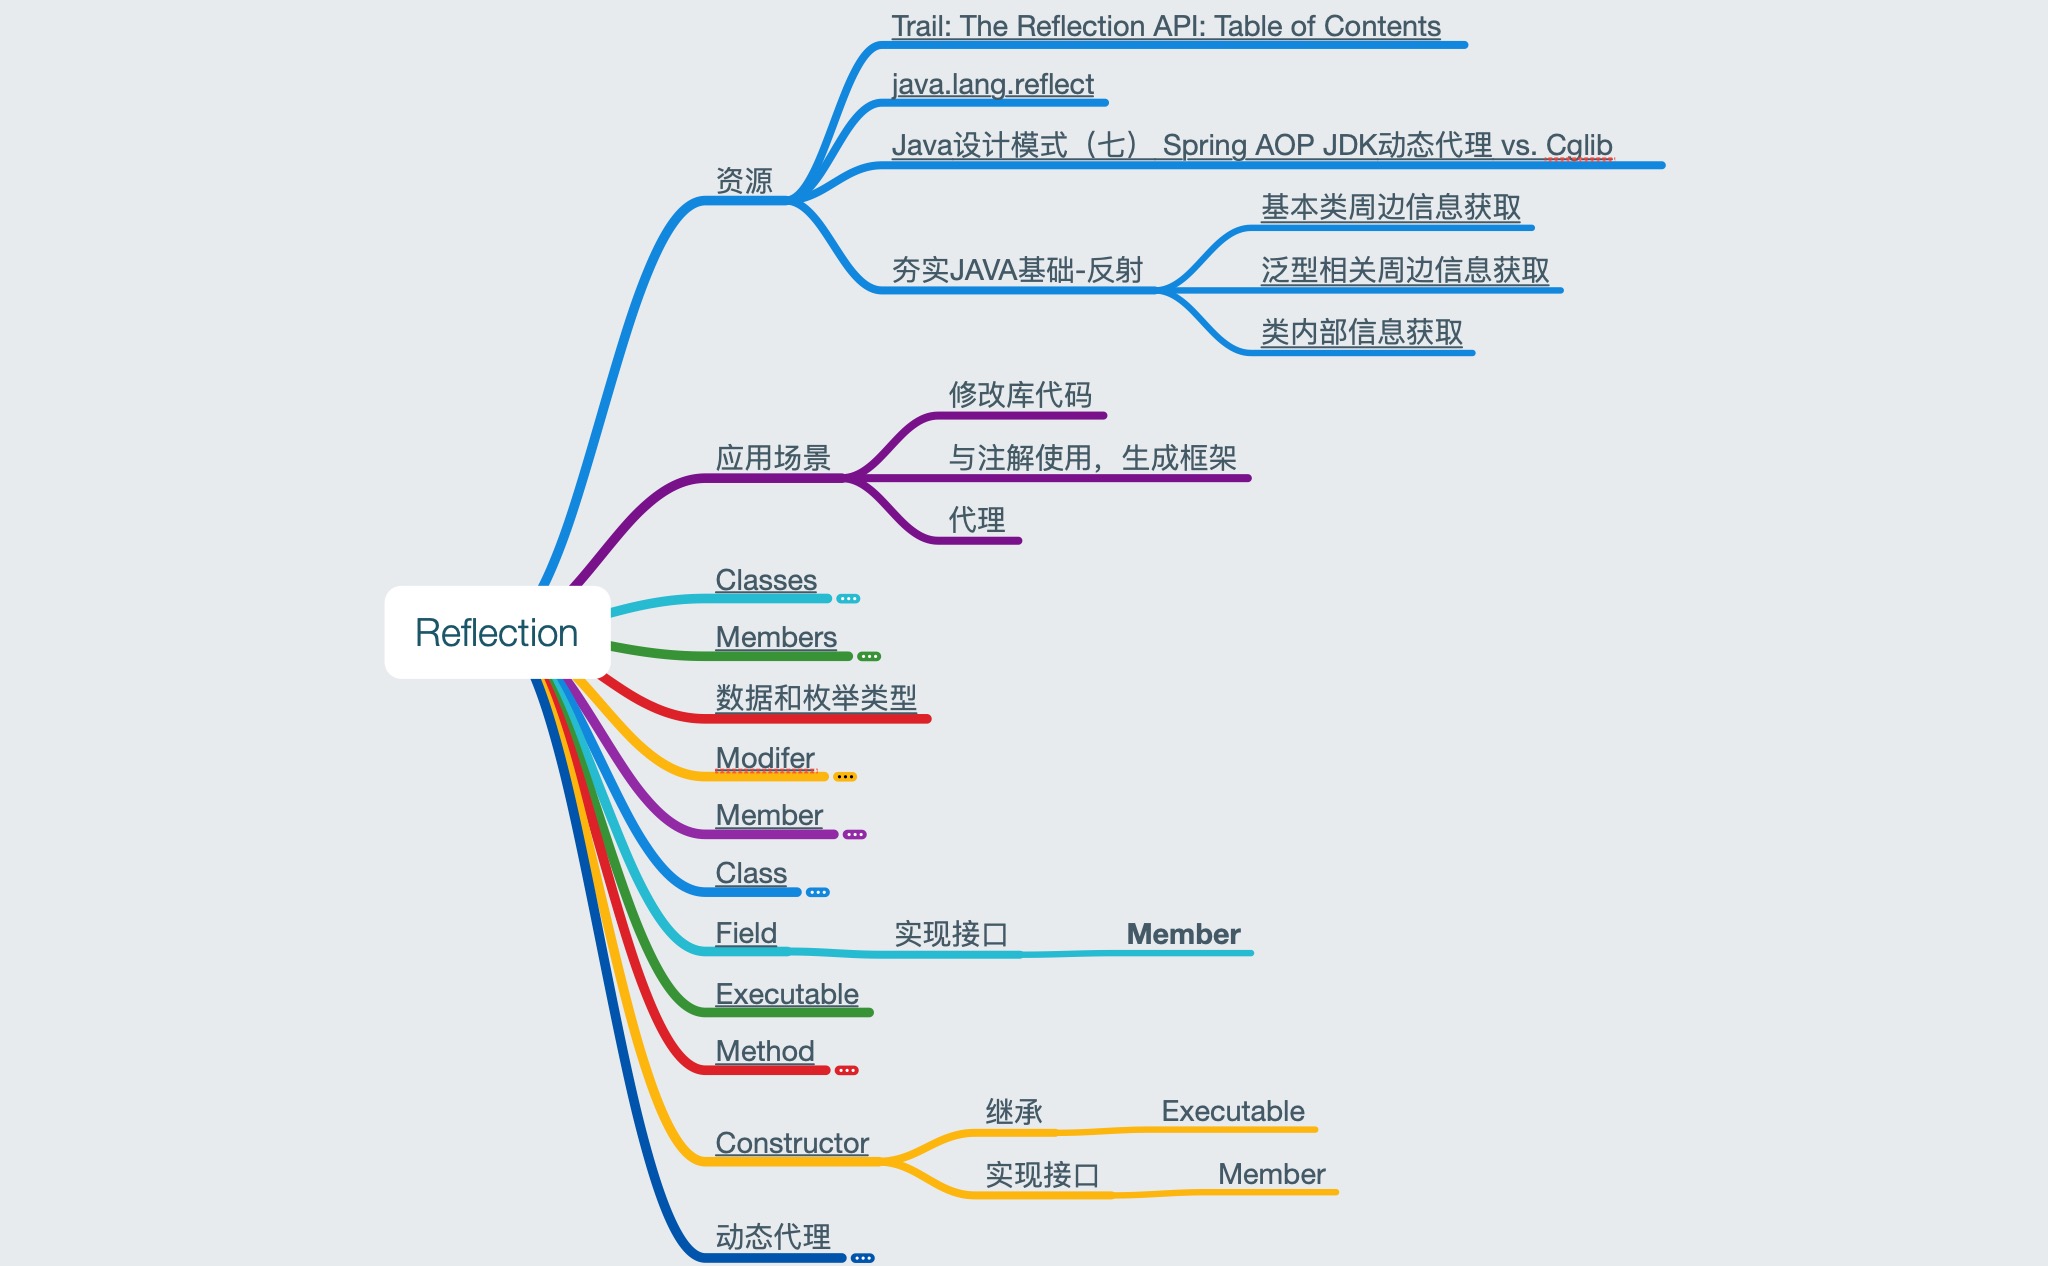 Trail: The Reflection API: Table of Contents
java.lang.reflect
Java设计模式（七） Spring AOP JDK动态代理 vs. Cglib
资源
基本类周边信息获取
夯实JAVA基础-反射
泛型相关周边信息获取
类内部信息获取
修改库代码
应用场景
与注解使用，生成框架
代理
Classes
Reflection
Members
数据和枚举类型
Modifer
Member
Class
Field
实现接口
Member
Executable
Method
继承
Executable
Constructor
实现接口
Member
动态代理